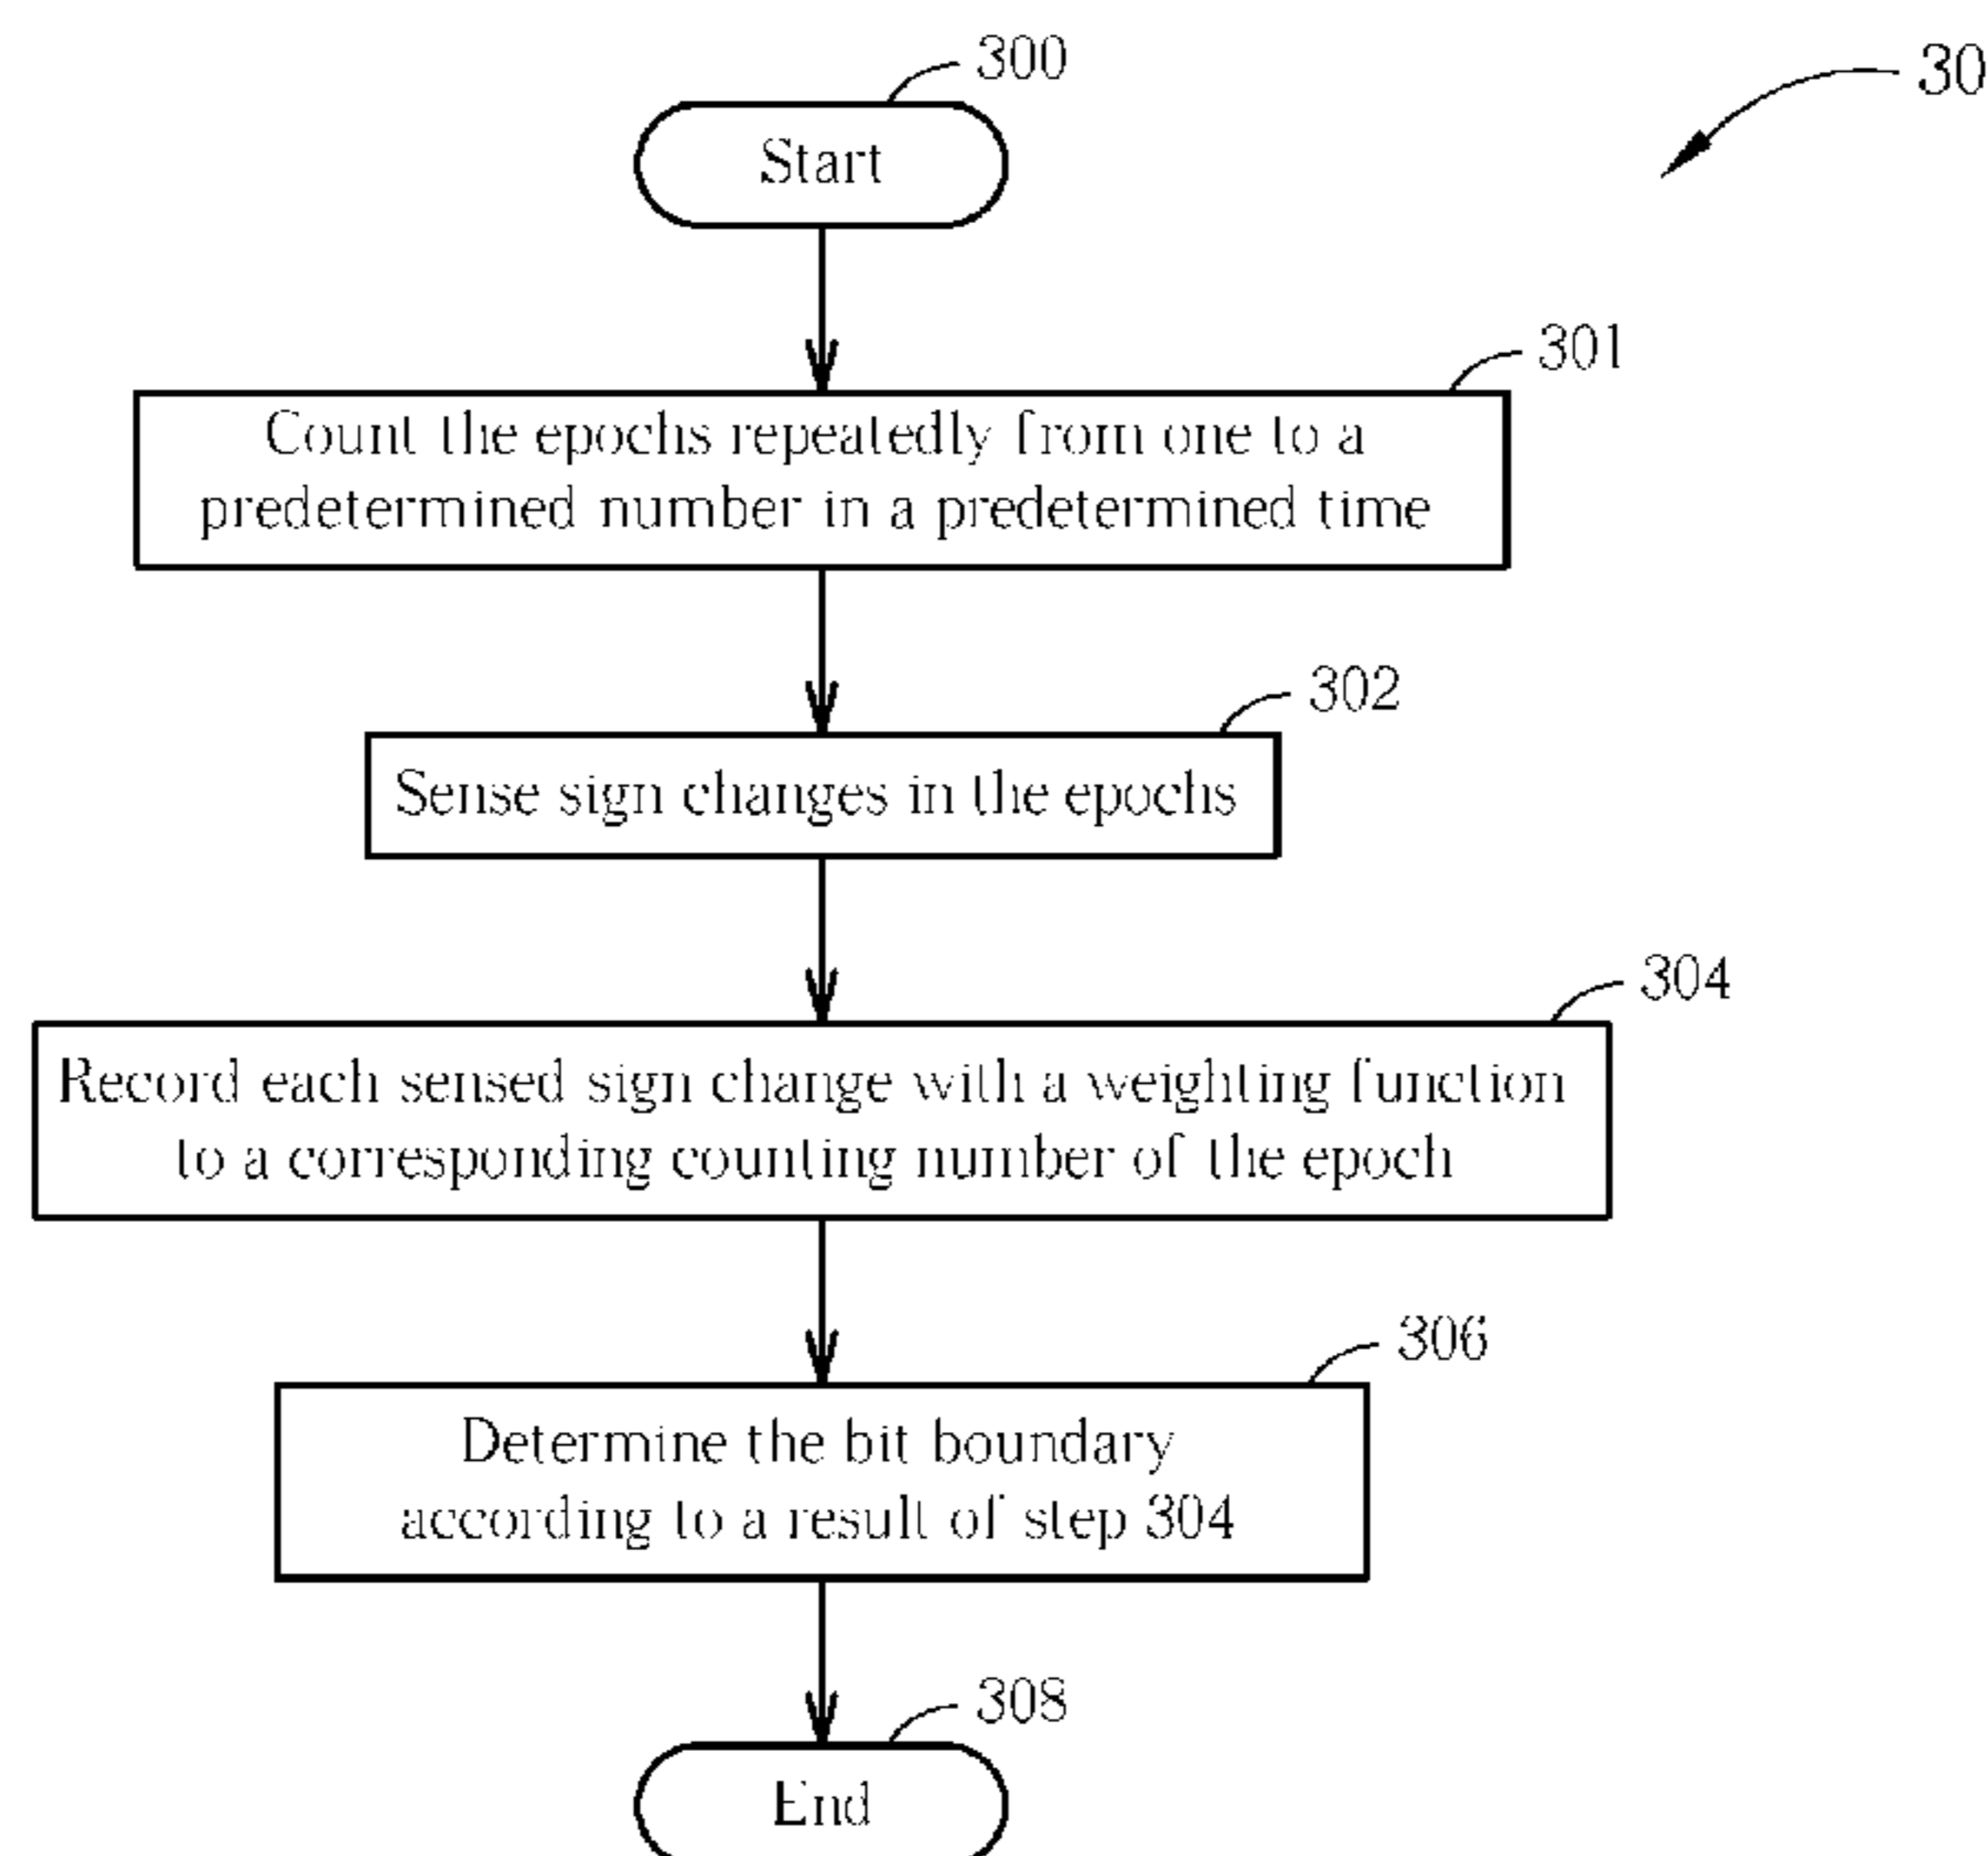 300
30
Start
301
Count the epochs repeatedly from one to a
predetermined number in a predetermined time
302
Sense sign changes in the epochs
304
Record each sensed sign change with a weighting function
to a corresponding counting number of the epoch
306
Determine the bit boundary
according to a result of step 304
308
End